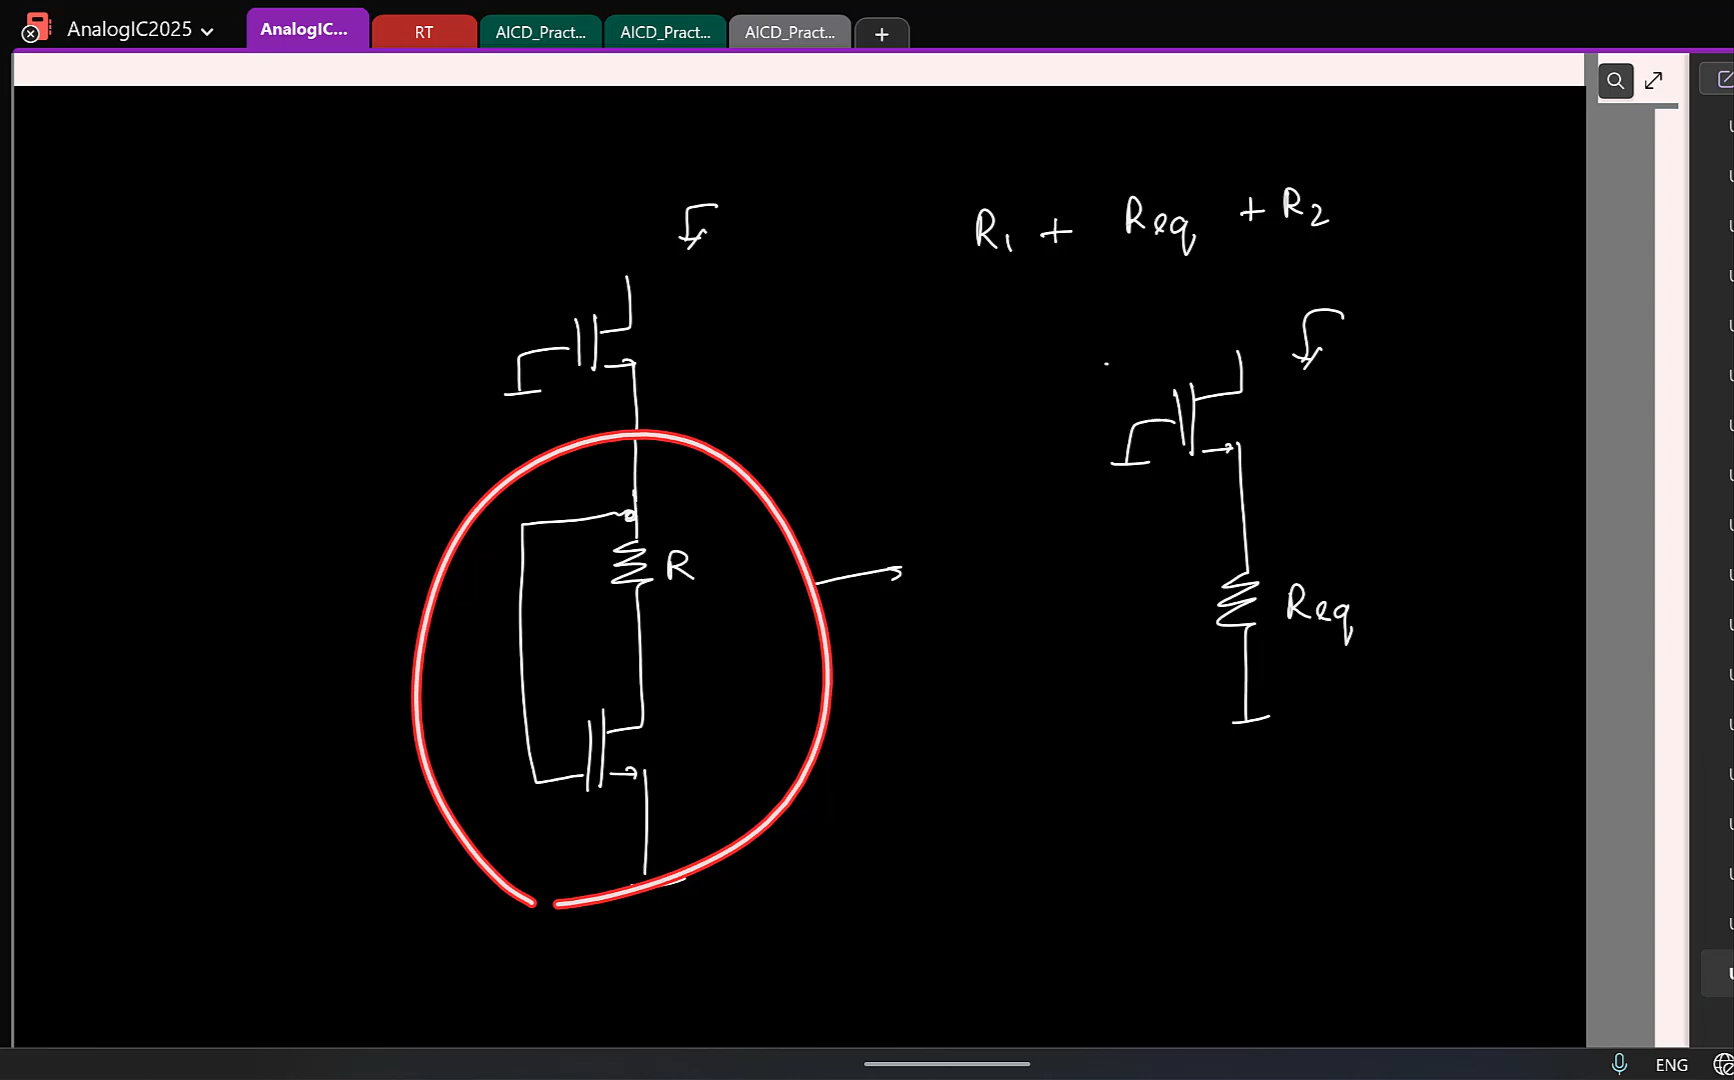 AnalogIC2025
AnalogIC... RT AICD_Pract... AICD_Pract... AICD_Pract... +
R₁ + Req + R₂
R
Req
ENG